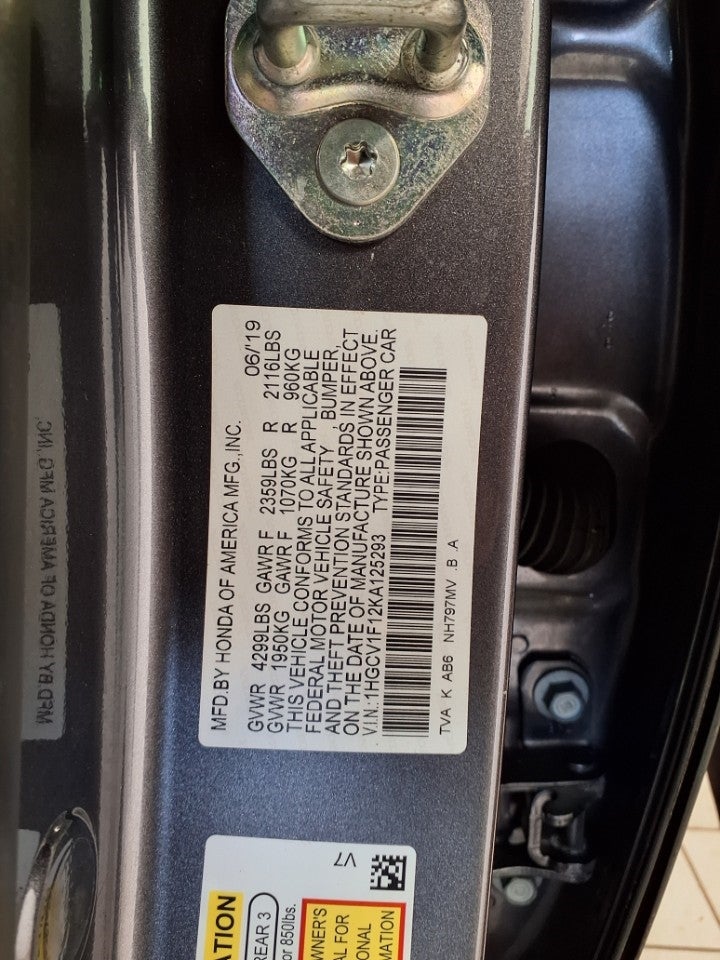 MFD.BY HONDA OF AMERICA MFG.,INC. 06/'19
GVWR 4299LBS GAWR F 2359LBS R 2116LBS
GVWR 1950KG GAWR F 1070KG R 960KG
THIS VEHICLE CONFORMS TO ALL APPLICABLE
FEDERAL MOTOR VEHICLE SAFETY, BUMPER,
AND THEFT PREVENTION STANDARDS IN EFFECT
ON THE DATE OF MANUFACTURE SHOWN ABOVE.
V.I.N.: 1HGCV1F12KA125293 TYPE:PASSENGER CAR
TVA K AB6 NH797MV .B .A
V7
ATION
REAR 3
or 850lbs.
WNER'S
AL FOR
ONAL
MATION
MFD BY HONDA OF AMERICA MFG.,INC.